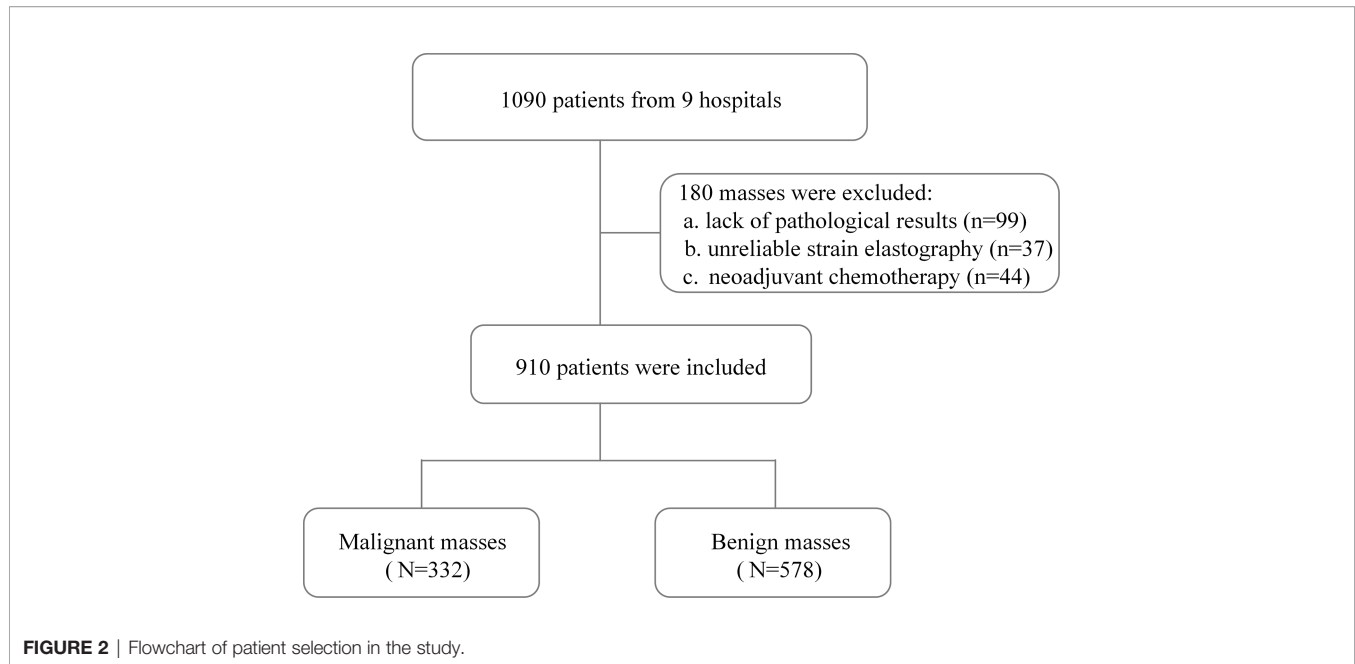 1090 patients from 9 hospitals
180 masses were excluded:
a. lack of pathological results (n=99)
b. unreliable strain elastography (n=37)
c. neoadjuvant chemotherapy (n=44)
910 patients were included
Malignant masses
( N=332)
Benign masses
( N=578)
FIGURE 2 | Flowchart of patient selection in the study.